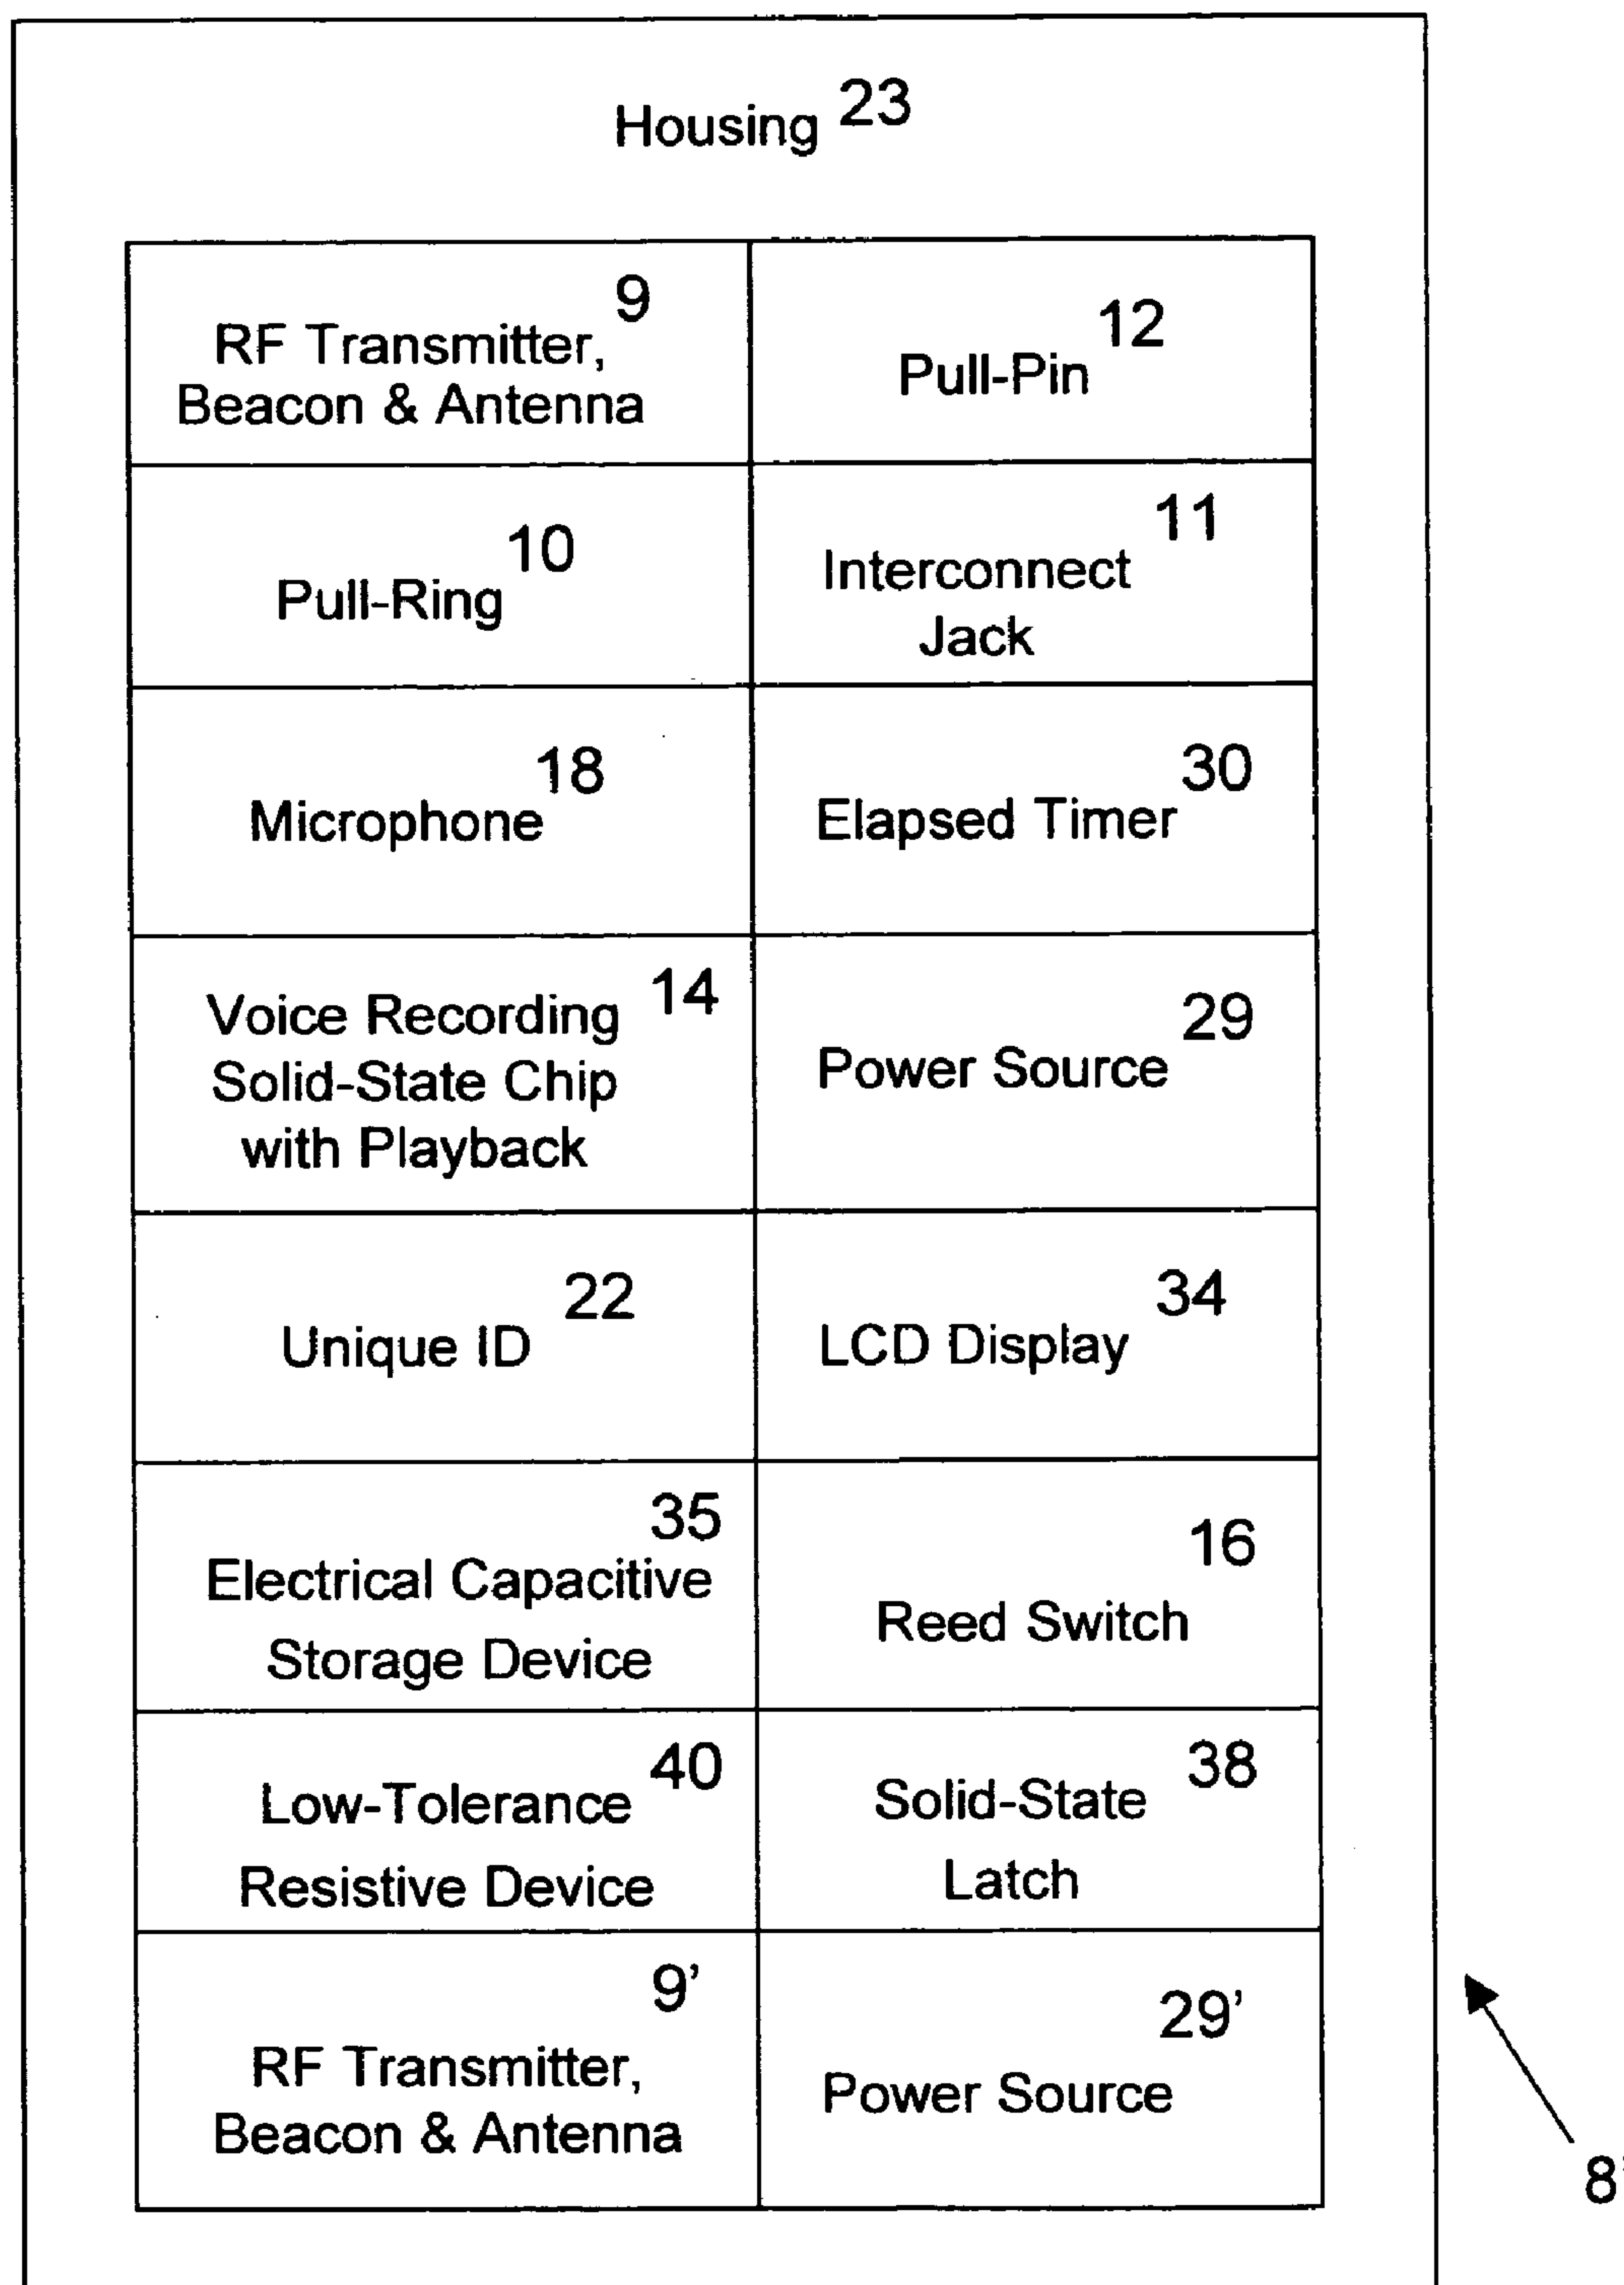 Housing 23
RF Transmitter, 9
Beacon & Antenna
Pull-Pin 12
Pull-Ring 10
Interconnect 11
Jack
Microphone 18
Elapsed Timer 30
Voice Recording 14
Solid-State Chip
with Playback
Power Source 29
Unique ID 22
LCD Display 34
35
Electrical Capacitive
Storage Device
Reed Switch 16
Low-Tolerance 40
Resistive Device
Solid-State 38
Latch
9'
RF Transmitter,
Beacon & Antenna
29'
Power Source
8'